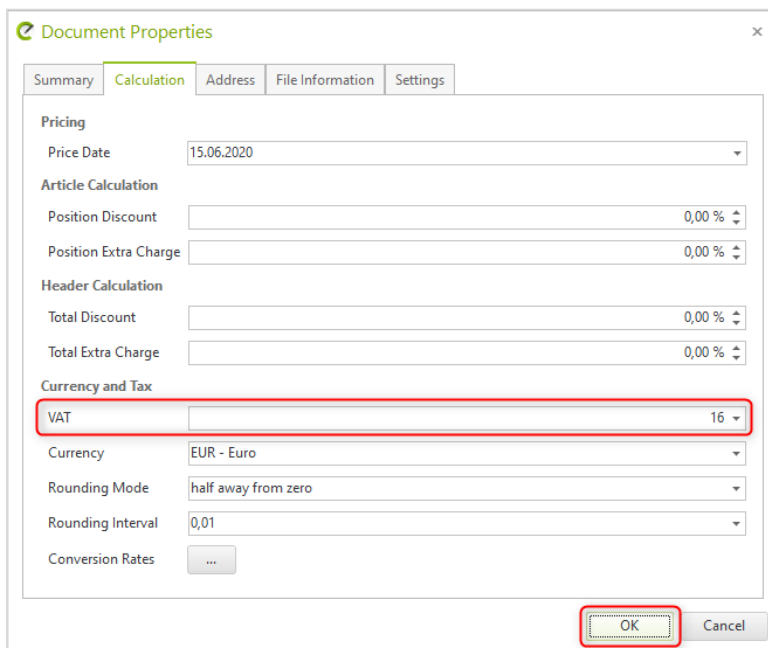 Document Properties
Summary Calculation Address File Information Settings
Pricing
Price Date 15.06.2020
Article Calculation
Position Discount 0,00 %
Position Extra Charge 0,00 %
Header Calculation
Total Discount 0,00 %
Total Extra Charge 0,00 %
Currency and Tax
VAT 16
Currency EUR - Euro
Rounding Mode half away from zero
Rounding Interval 0,01
Conversion Rates ...
OK Cancel